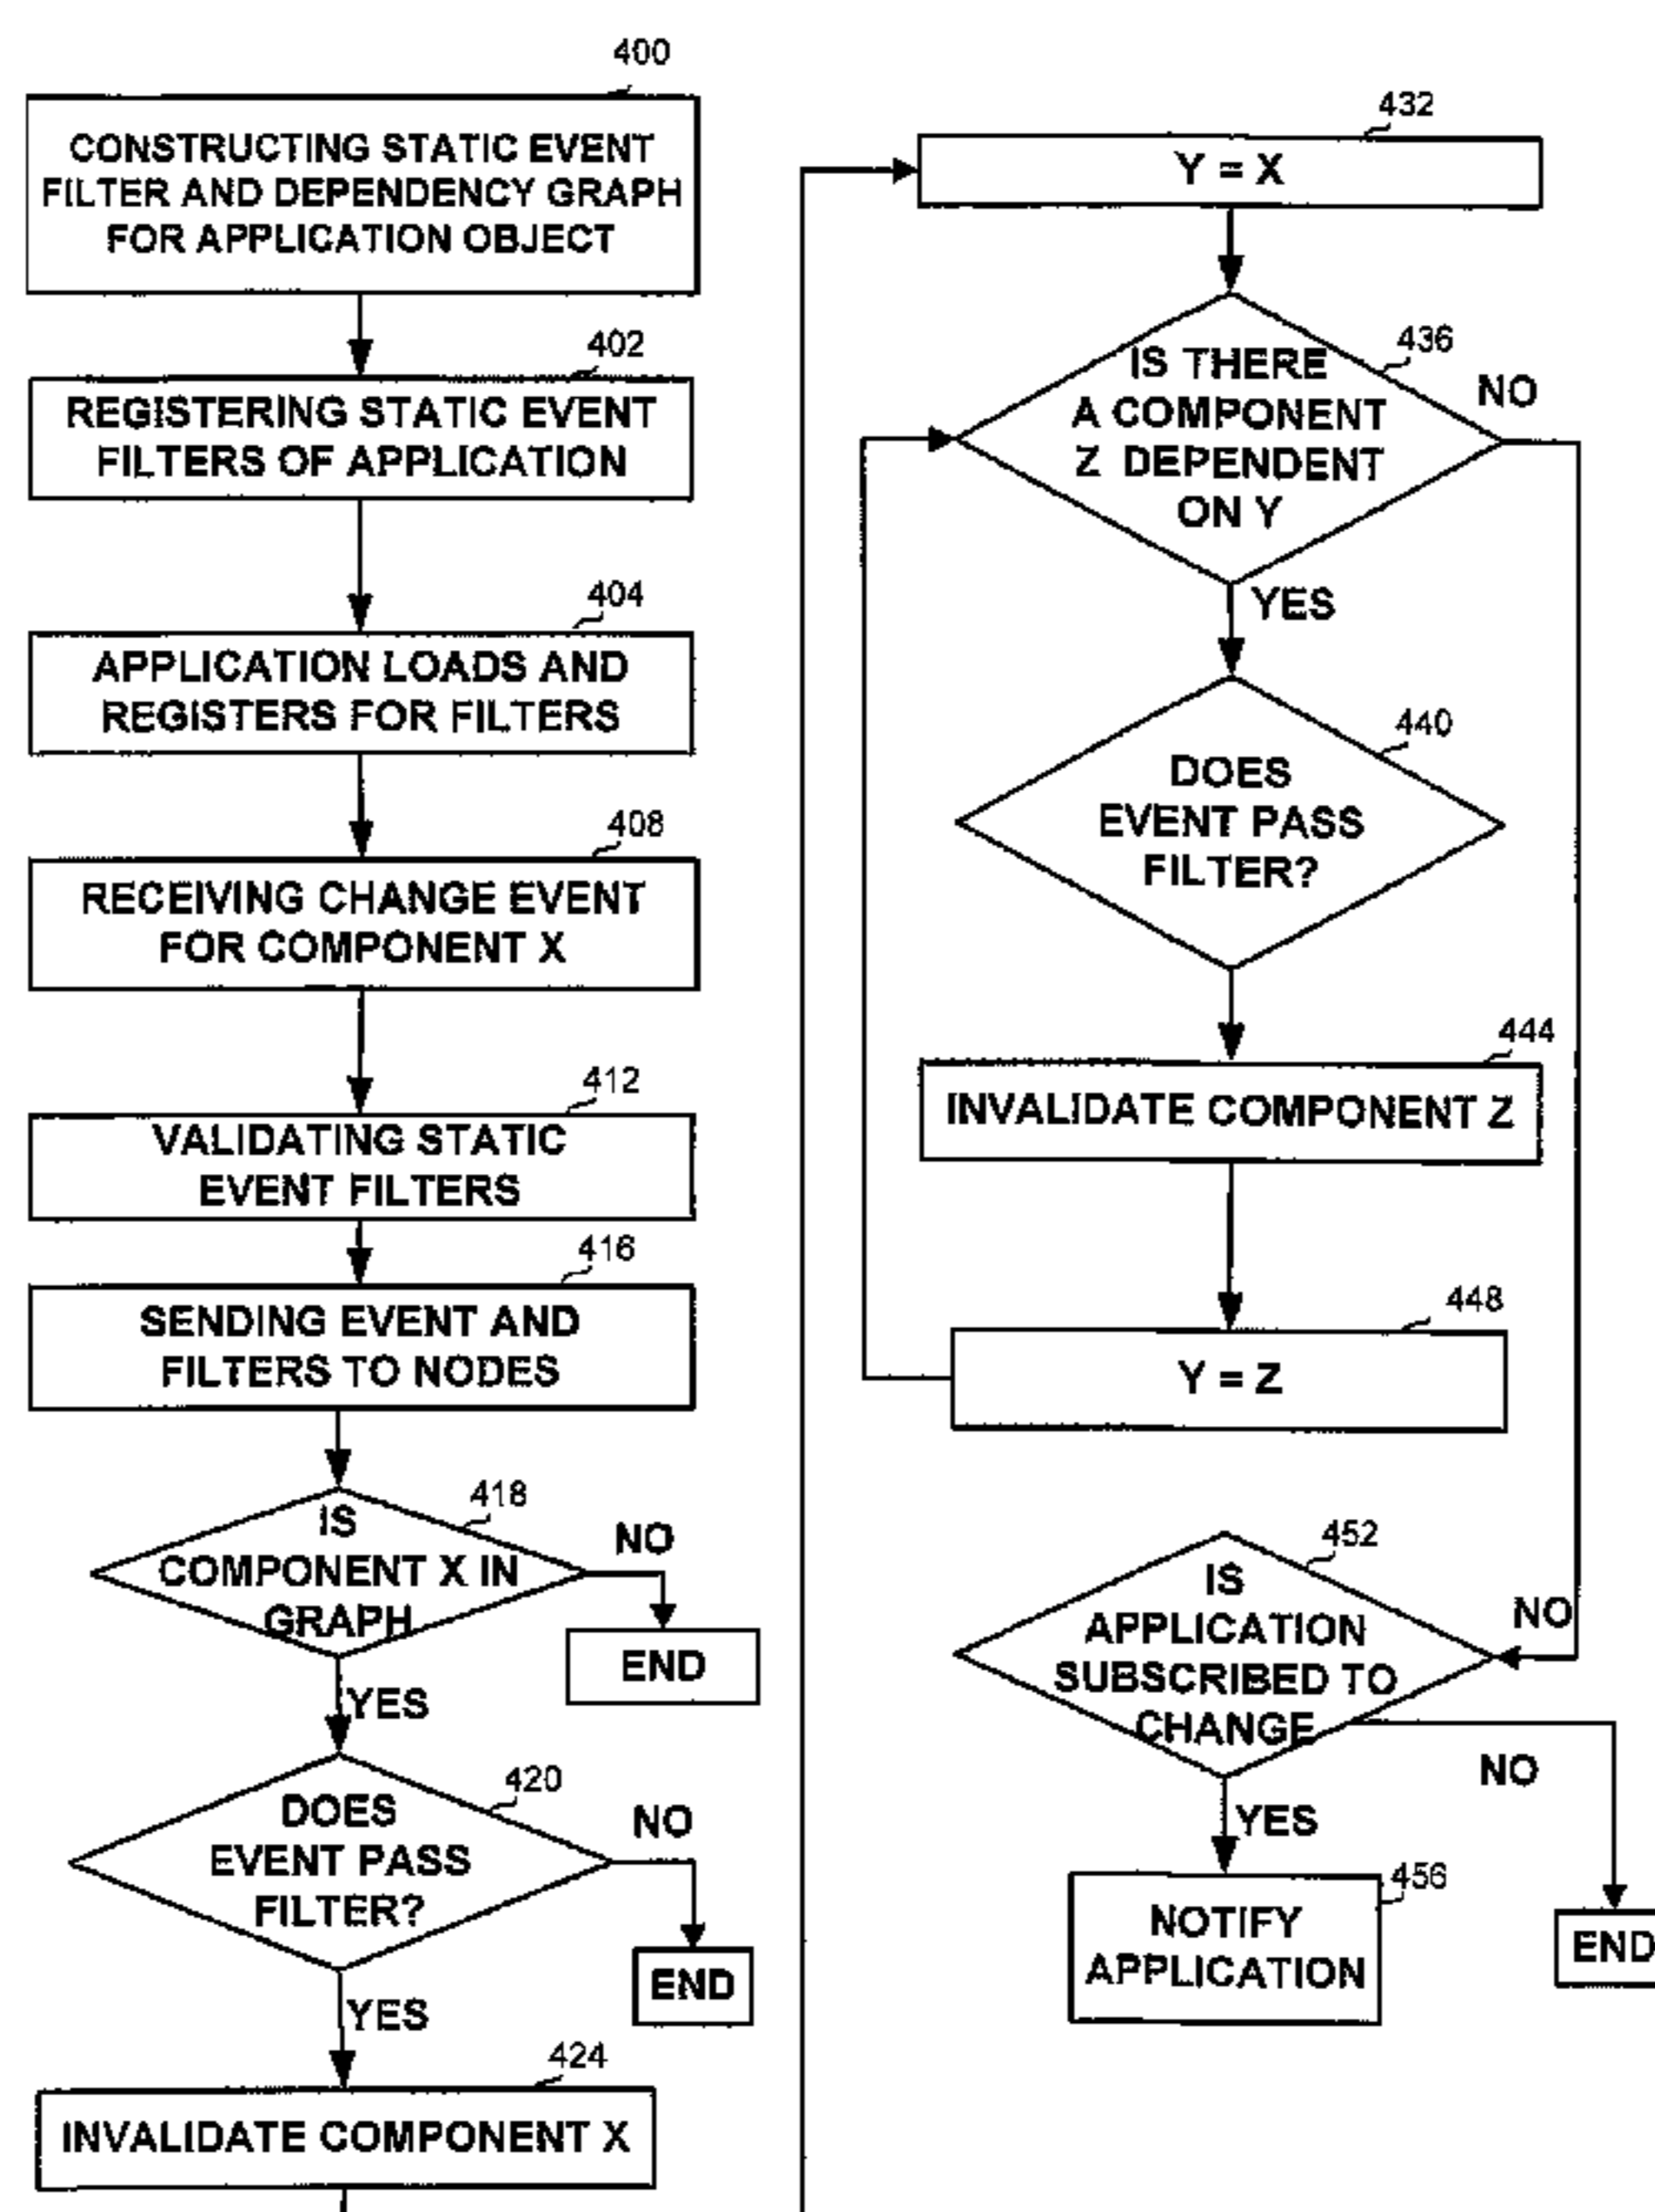 400
CONSTRUCTING STATIC EVENT
FILTER AND DEPENDENCY GRAPH
FOR APPLICATION OBJECT
402
REGISTERING STATIC EVENT
FILTERS OF APPLICATION
404
APPLICATION LOADS AND
REGISTERS FOR FILTERS
408
RECEIVING CHANGE EVENT
FOR COMPONENT X
412
VALIDATING STATIC
EVENT FILTERS
416
SENDING EVENT AND
FILTERS TO NODES
418
IS
COMPONENT X IN
GRAPH
NO
END
YES
420
DOES
EVENT PASS
FILTER?
NO
END
YES
424
INVALIDATE COMPONENT X
432
Y = X
436
IS THERE
A COMPONENT
Z DEPENDENT
ON Y
NO
YES
440
DOES
EVENT PASS
FILTER?
444
INVALIDATE COMPONENT Z
448
Y = Z
452
IS
APPLICATION
SUBSCRIBED TO
CHANGE
NO
NO
YES
456
NOTIFY
APPLICATION
END